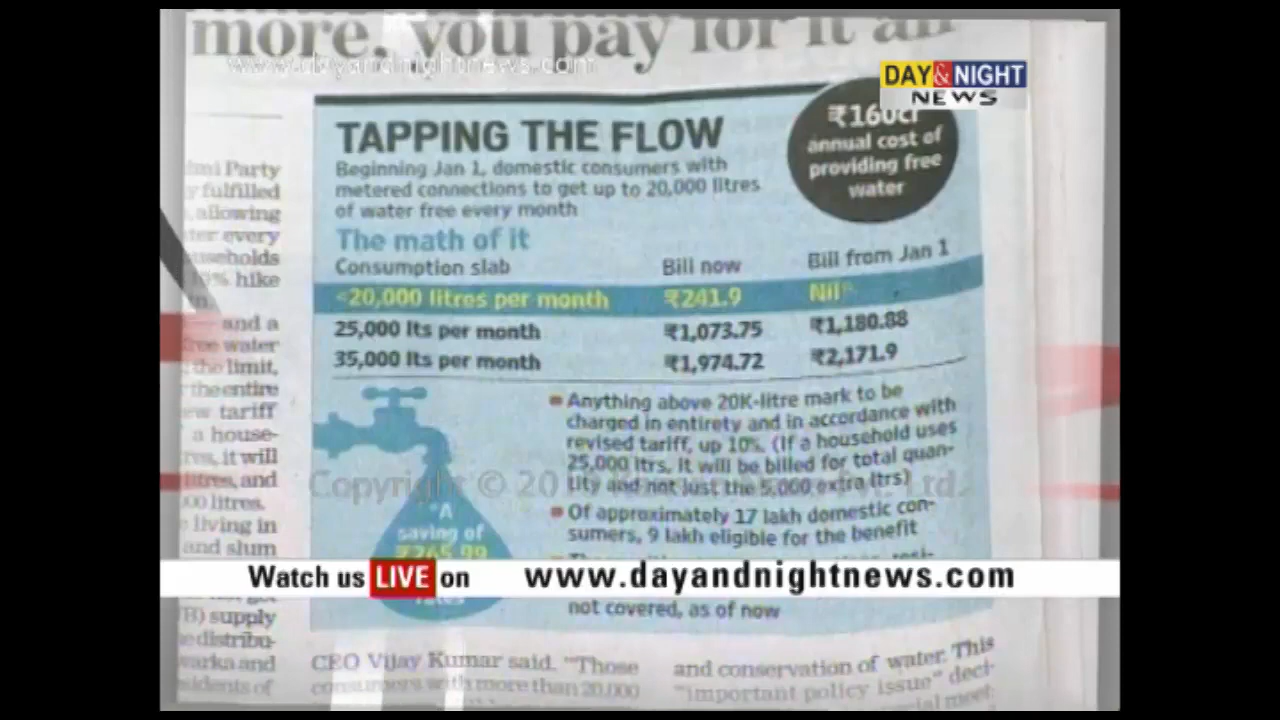 more, you pay for it all
www.dayandnightnews.com
DAY&NIGHT
NEWS
TAPPING THE FLOW
Beginning Jan 1, domestic consumers with
metered connections to get up to 20,000 litres
of water free every month
₹160cr
annual cost of
providing free
water
The math of it
Consumption slab Bill now Bill from Jan 1
<20,000 litres per month ₹241.9 Nil*
25,000 lts per month ₹1,073.75 ₹1,180.88
35,000 lts per month ₹1,974.72 ₹2,171.9
Anything above 20K-litre mark to be
charged in entirety and in accordance with
revised tariff, up 10%. (If a household uses
25,000 ltrs, it will be billed for total quan-
tity and not just the 5,000 extra ltrs)
Of approximately 17 lakh domestic con-
sumers, 9 lakh eligible for the benefit
not covered, as of now
*A
saving of
Party
fulfilled
allowing
every
hike
and a
water
the limit,
the entire
tariff
a house-
it will
and
litres.
living in
and slum
supply
distribu-
and
of
Copyright © Ltd.
Watch us LIVE on www.dayandnightnews.com
CEO Vijay Kumar said. "Those
consumers with more than 20,000
and conservation of water. This
"important policy issue" deci-